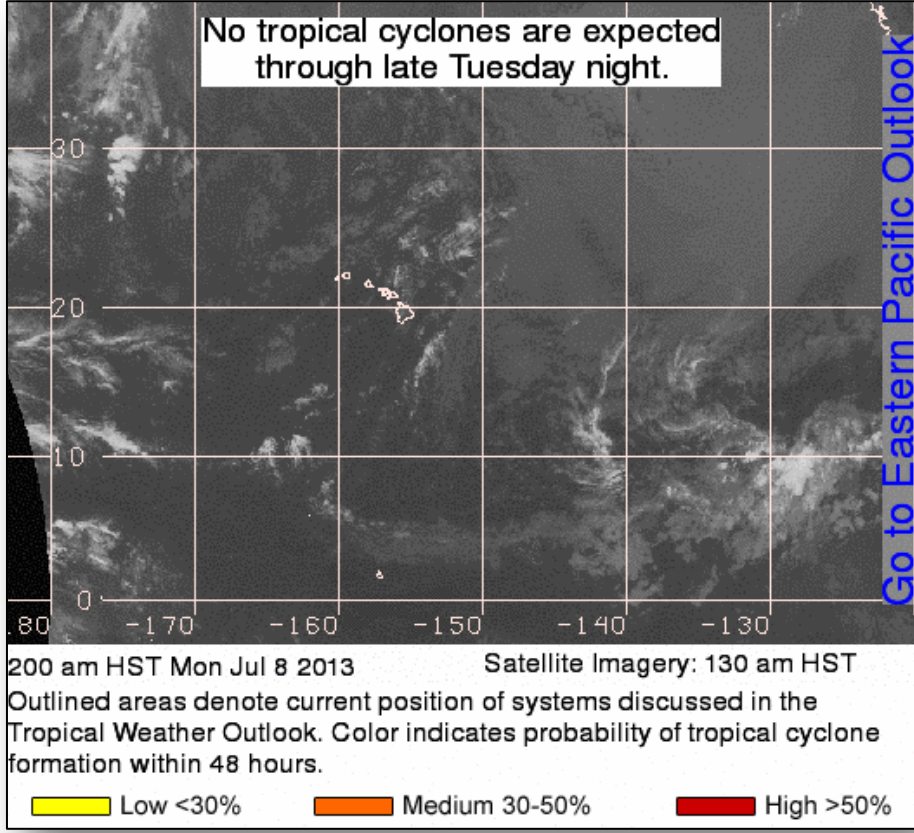 No tropical cyclones are expected
through late Tuesday night.
Go to Eastern Pacific Outlook
30
20
10
0
.80 -170 -160 -150 -140 -130
200 am HST Mon Jul 8 2013 Satellite Imagery: 130 am HST
Outlined areas denote current position of systems discussed in the
Tropical Weather Outlook. Color indicates probability of tropical cyclone
formation within 48 hours.
Low <30% Medium 30-50% High >50%